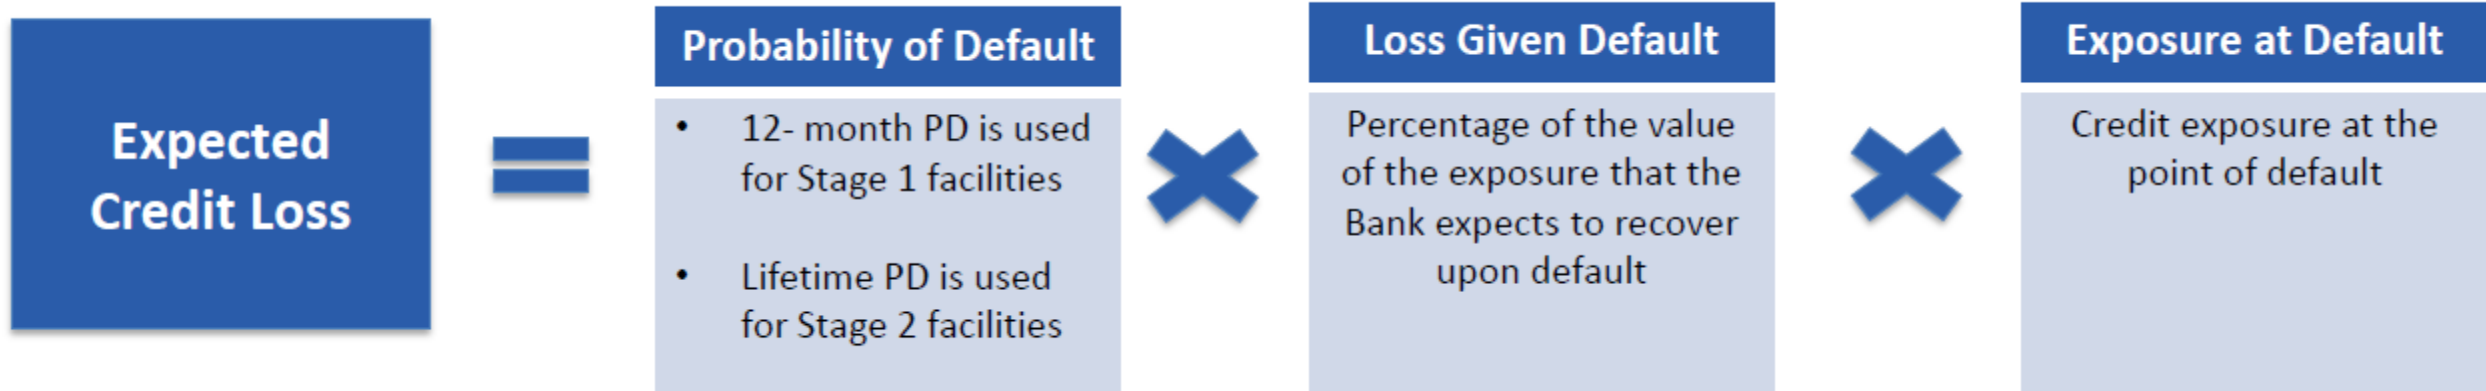 Expected
Credit Loss
=
Probability of Default
• 12- month PD is used
for Stage 1 facilities
• Lifetime PD is used
for Stage 2 facilities
×
Loss Given Default
Percentage of the value
of the exposure that the
Bank expects to recover
upon default
×
Exposure at Default
Credit exposure at the
point of default